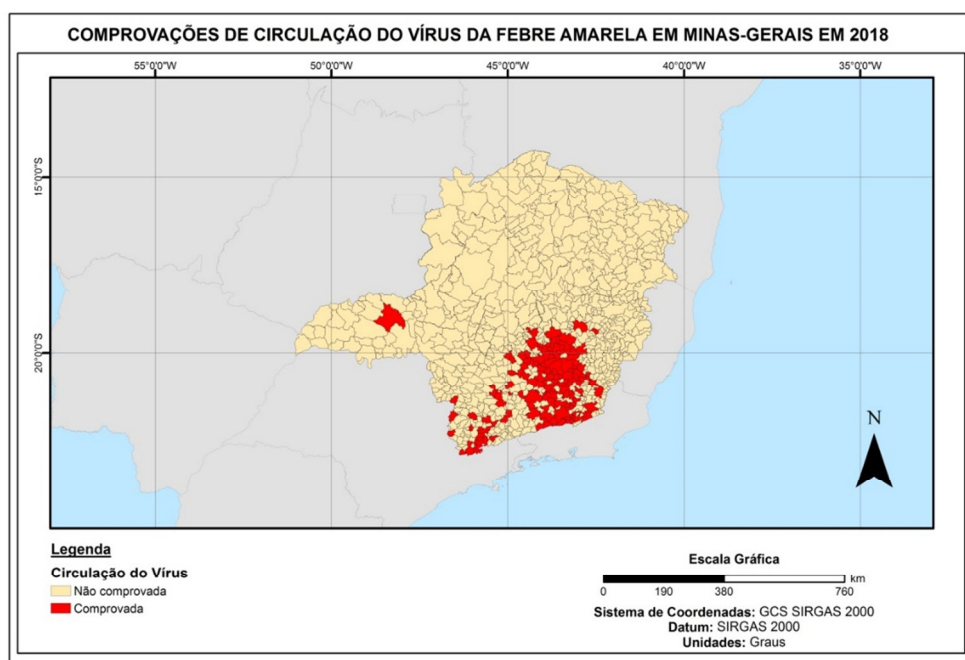 COMPROVAÇÕES DE CIRCULAÇÃO DO VÍRUS DA FEBRE AMARELA EM MINAS-GERAIS EM 2018
55°0'0"W 50°0'0"W 45°0'0"W 40°0'0"W 35°0'0"W
15°0'0"S
20°0'0"S
N
Legenda
Circulação do Vírus
Não comprovada
Comprovada
Escala Gráfica
km
0 190 380 760
Sistema de Coordenadas: GCS SIRGAS 2000
Datum: SIRGAS 2000
Unidades: Graus